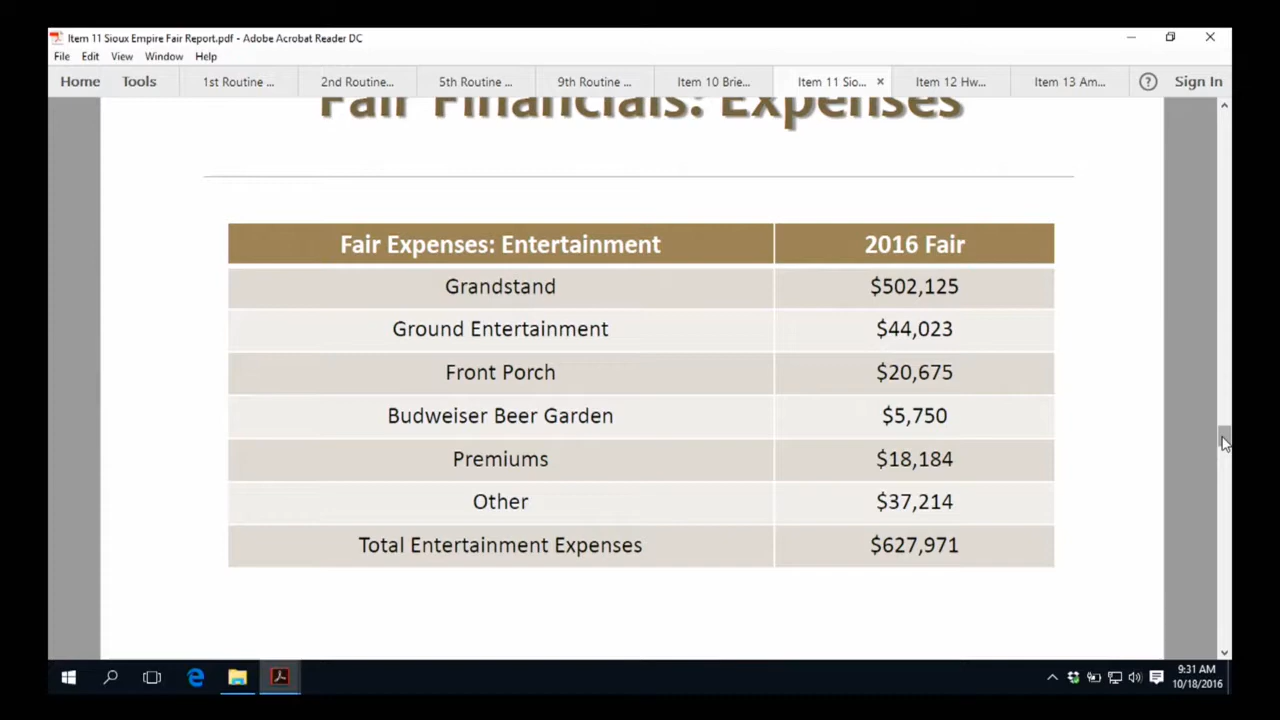 Item 11 Sioux Empire Fair Report.pdf - Adobe Acrobat Reader DC
File Edit View Window Help
Home Tools 1st Routine ... 2nd Routine... 5th Routine ... 9th Routine ... Item 10 Brie... Item 11 Sio... × Item 12 Hw... Item 13 Am... ? Sign In
Fair Financials: Expenses
Fair Expenses: Entertainment 2016 Fair
Grandstand $502,125
Ground Entertainment $44,023
Front Porch $20,675
Budweiser Beer Garden $5,750
Premiums $18,184
Other $37,214
Total Entertainment Expenses $627,971
9:31 AM
10/18/2016